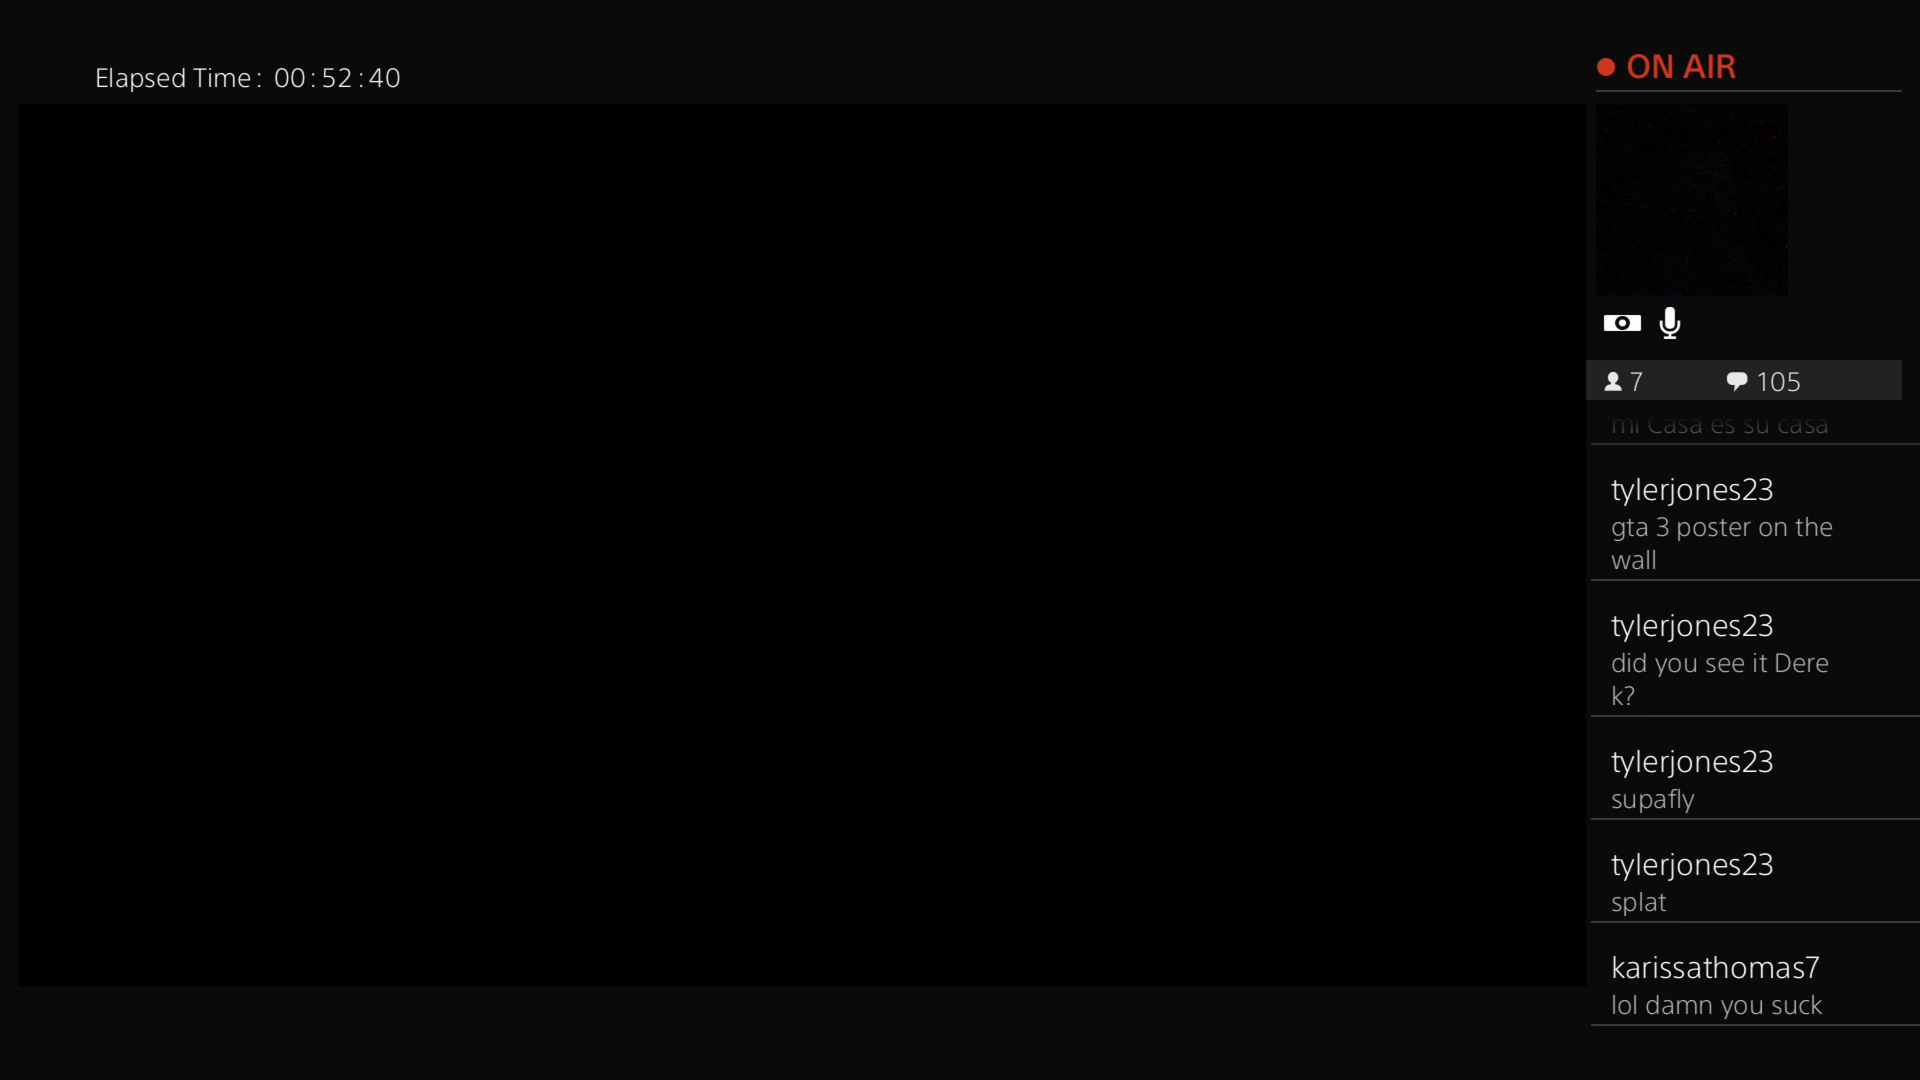 Elapsed Time: 00:52:40
ON AIR
7
105
mi Casa es su casa
tylerjones23
gta 3 poster on the
wall
tylerjones23
did you see it Dere
k?
tylerjones23
supafly
tylerjones23
splat
karissathomas7
lol damn you suck